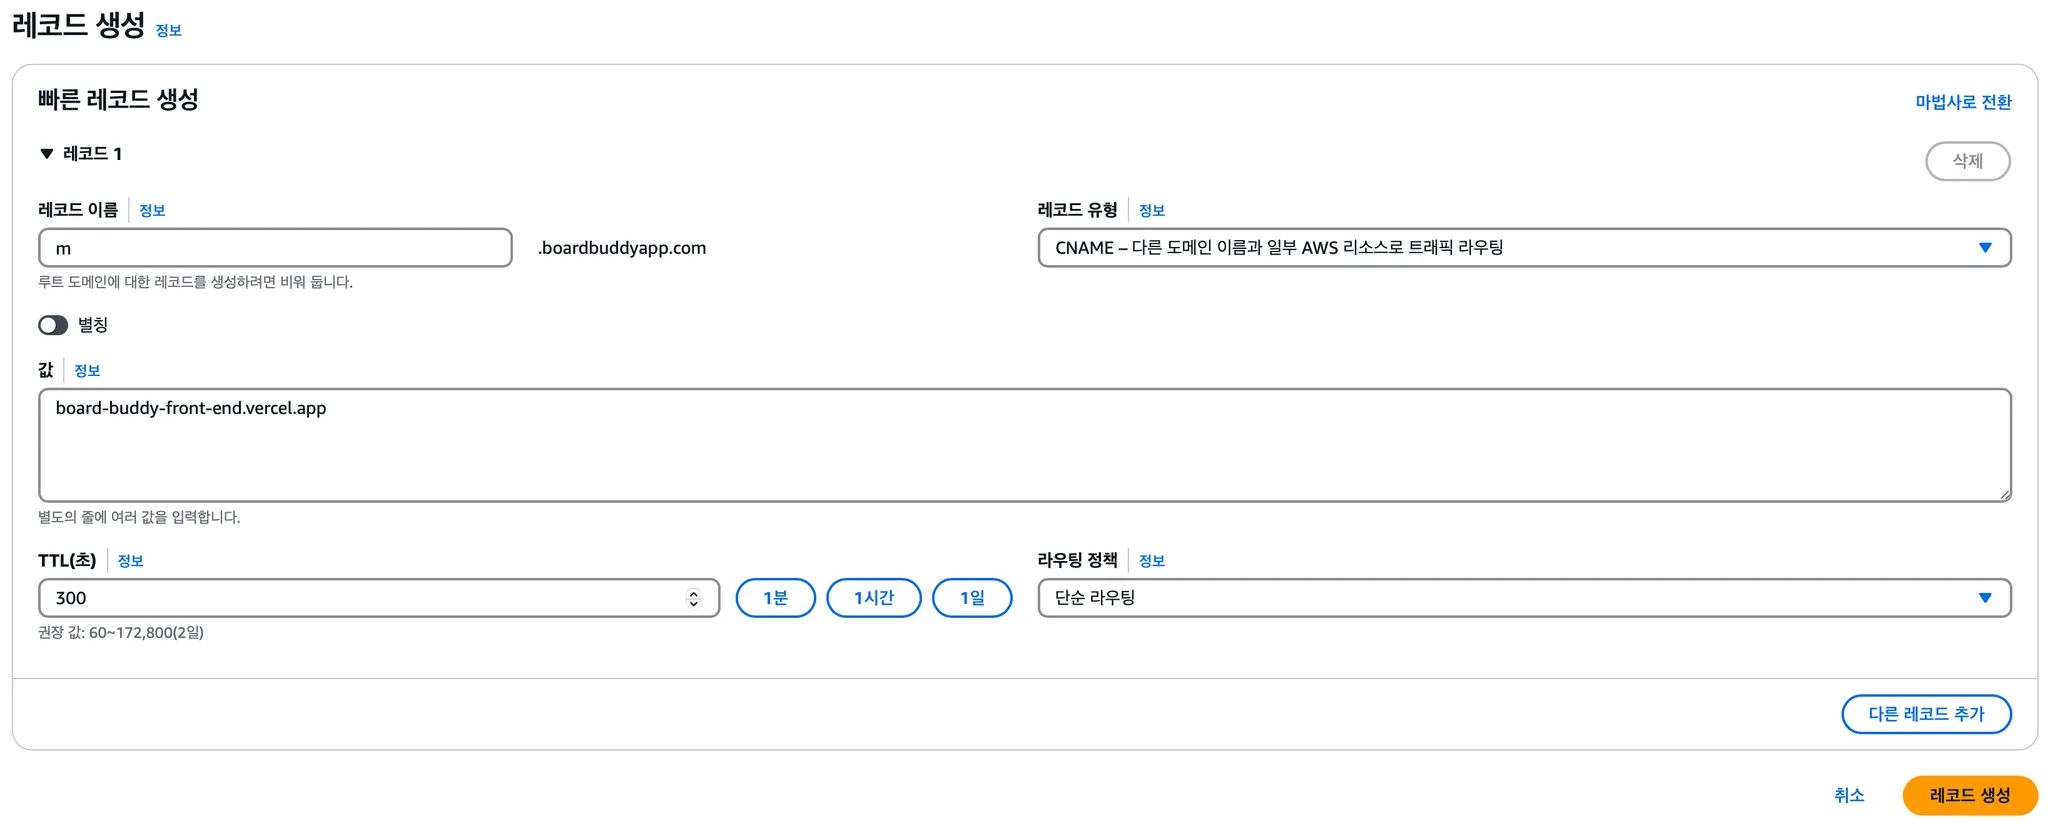 레코드 생성 정보
빠른 레코드 생성
마법사로 전환
레코드 1
삭제
레코드 이름 정보
m .boardbuddyapp.com
루트 도메인에 대한 레코드를 생성하려면 비워 둡니다.
레코드 유형 정보
CNAME – 다른 도메인 이름과 일부 AWS 리소스로 트래픽 라우팅
별칭
값 정보
board-buddy-front-end.vercel.app
별도의 줄에 여러 값을 입력합니다.
TTL(초) 정보
300
1분 1시간 1일
권장 값: 60~172,800(2일)
라우팅 정책 정보
단순 라우팅
다른 레코드 추가
취소 레코드 생성